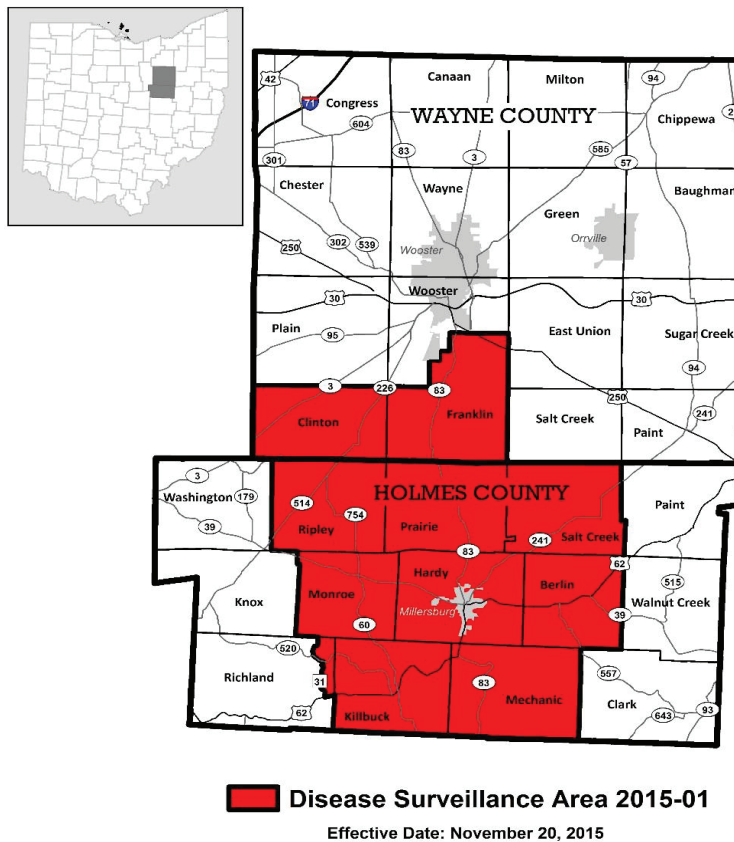 Canaan
Milton
94
42
71
Congress
WAYNE COUNTY
Chippewa
604
585
83
3
57
301
Chester
Wayne
Baughman
Green
302
539
Wooster
Orrville
250
Wooster
30
30
Plain
95
East Union
Sugar Creek
94
3
226
83
250
241
Clinton
Franklin
Salt Creek
Paint
3
HOLMES COUNTY
Washington
179
514
754
Paint
39
Ripley
Prairie
241
Salt Creek
83
62
Hardy
515
Knox
Monroe
Berlin
Walnut Creek
Millersburg
39
60
520
Richland
31
83
557
Mechanic
Clark
62
Killbuck
643
93
Disease Surveillance Area 2015-01
Effective Date: November 20, 2015